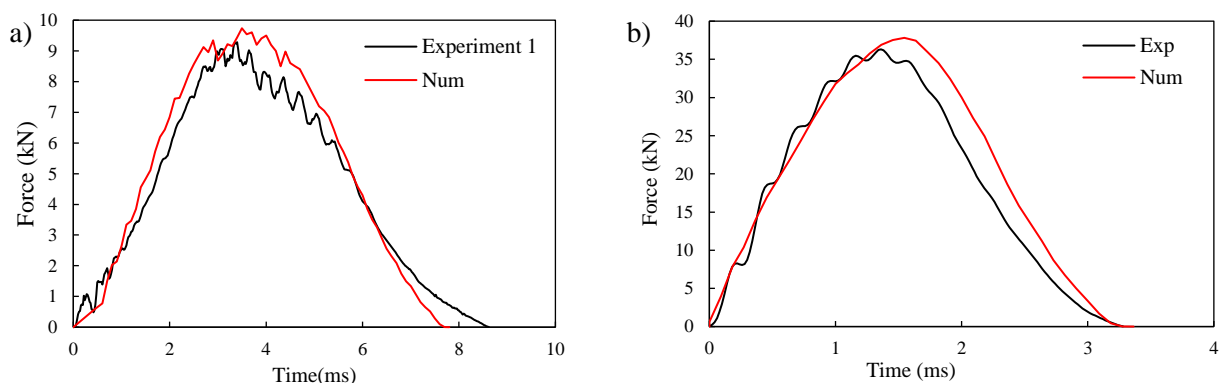 a)
10
9
8
7
6
5
4
3
2
1
0
Force (kN)
Experiment 1
Num
0 2 4 6 8 10
Time(ms)
b)
40
35
30
25
20
15
10
5
0
Force (kN)
Exp
Num
0 1 2 3 4
Time (ms)